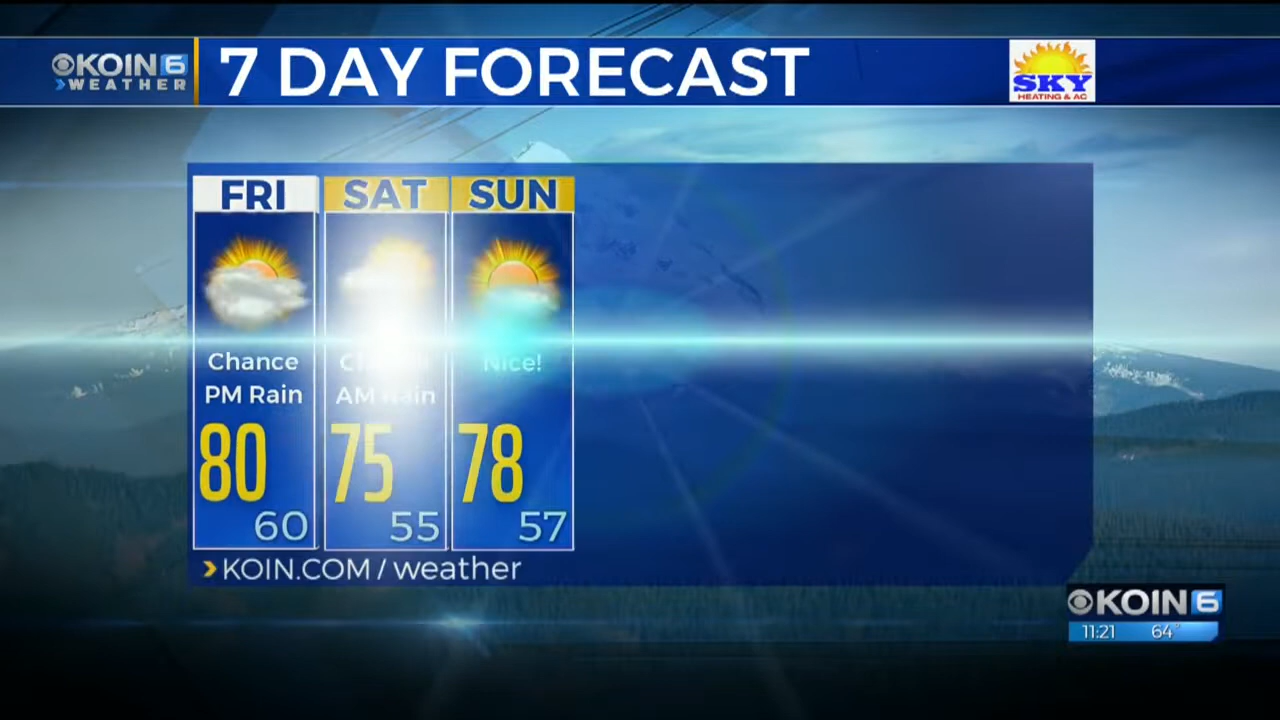 KOIN 6
WEATHER
7 DAY FORECAST
SKY
HEATING & AC
FRI SAT SUN
Chance Nice!
PM Rain AM Rain
80 75 78
60 55 57
KOIN.COM / weather
KOIN 6
11:21 64°